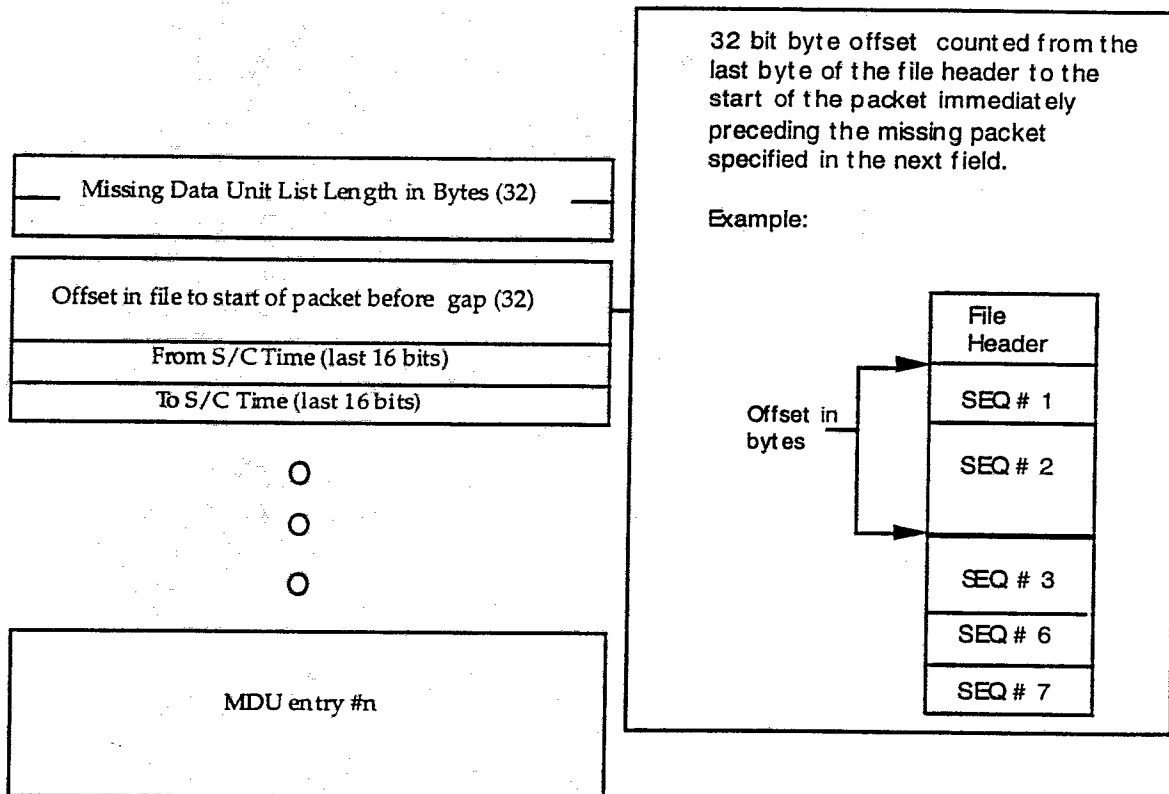 Missing Data Unit List Length in Bytes (32)
Offset in file to start of packet before gap (32)
From S/C Time (last 16 bits)
To S/C Time (last 16 bits)
MDU entry #n
32 bit byte offset counted from the
last byte of the file header to the
start of the packet immediately
preceding the missing packet
specified in the next field.
Example:
File
Header
Offset in
bytes
SEQ # 1
SEQ # 2
SEQ # 3
SEQ # 6
SEQ # 7